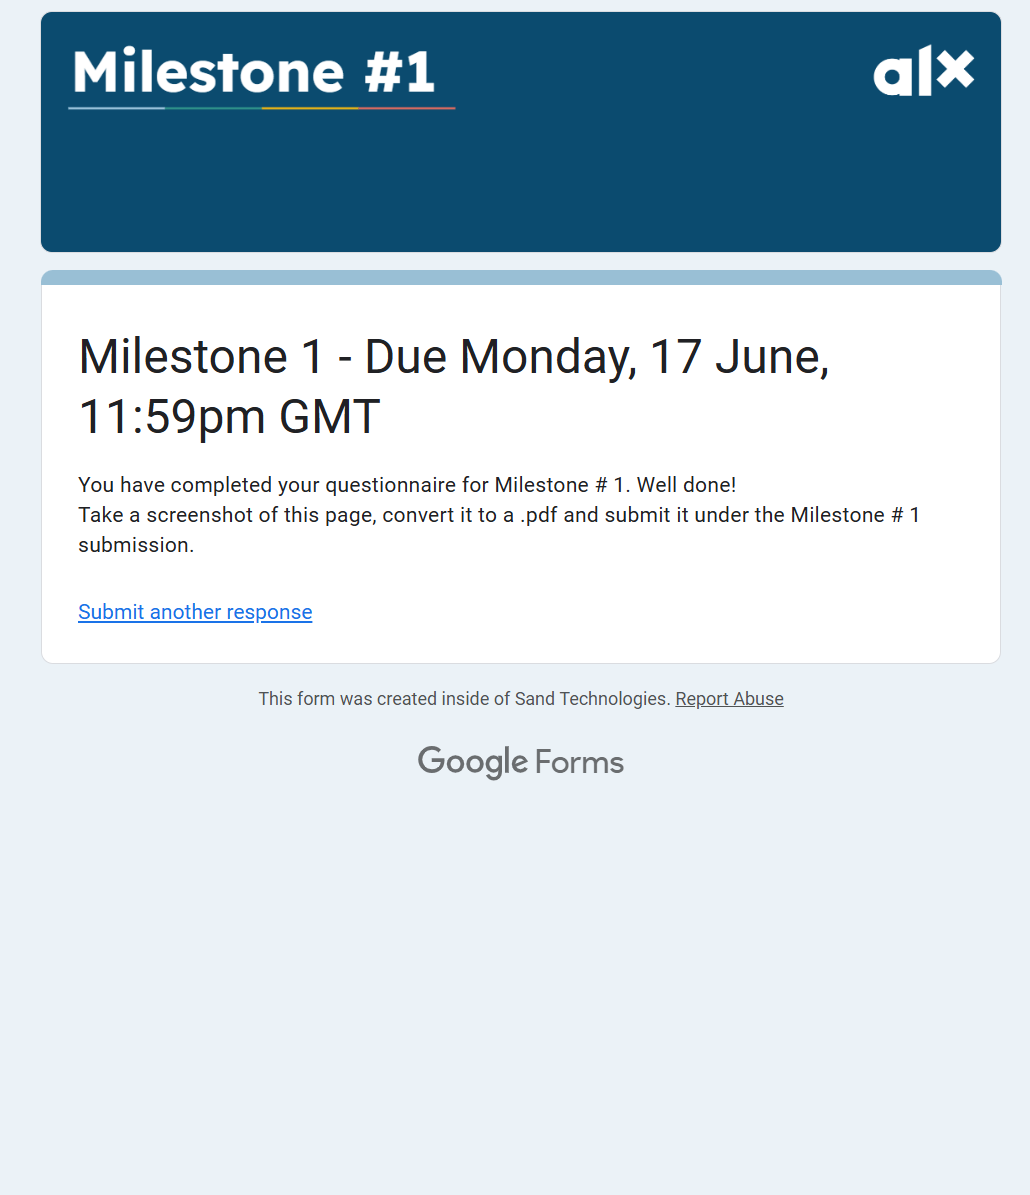 Milestone #1
alx
Milestone 1 - Due Monday, 17 June,
11:59pm GMT
You have completed your questionnaire for Milestone # 1. Well done!
Take a screenshot of this page, convert it to a .pdf and submit it under the Milestone # 1
submission.
Submit another response
This form was created inside of Sand Technologies. Report Abuse
Google Forms